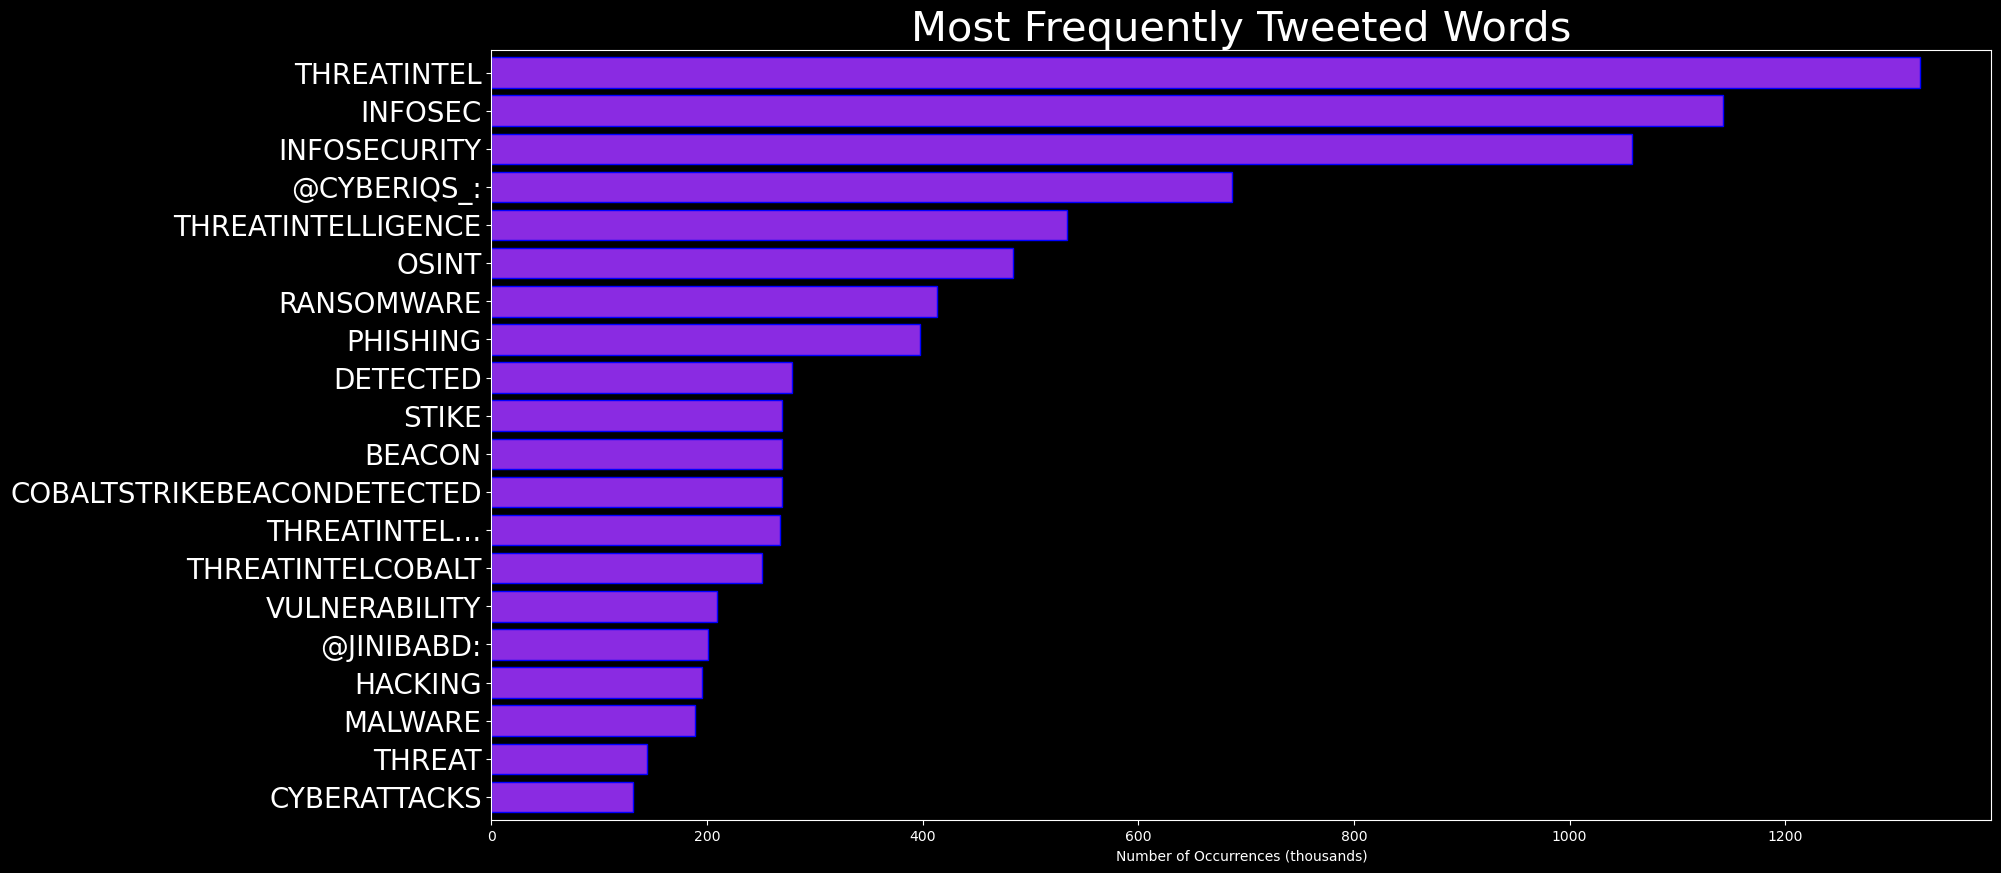 Most Frequently Tweeted Words
THREATINTEL
INFOSEC
INFOSECURITY
@CYBERIQS_:
THREATINTELLIGENCE
OSINT
RANSOMWARE
PHISHING
DETECTED
STIKE
BEACON
COBALTSTRIKEBEACONDETECTED
THREATINTEL…
THREATINTELCOBALT
VULNERABILITY
@JINIBABD:
HACKING
MALWARE
THREAT
CYBERATTACKS
0 200 400 600 800 1000 1200
Number of Occurrences (thousands)